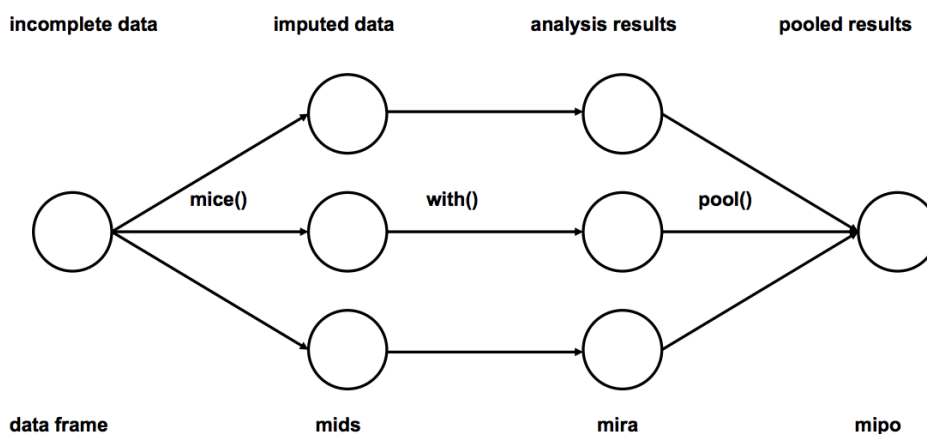 incomplete data imputed data analysis results pooled results
mice() with() pool()
data frame mids mira mipo